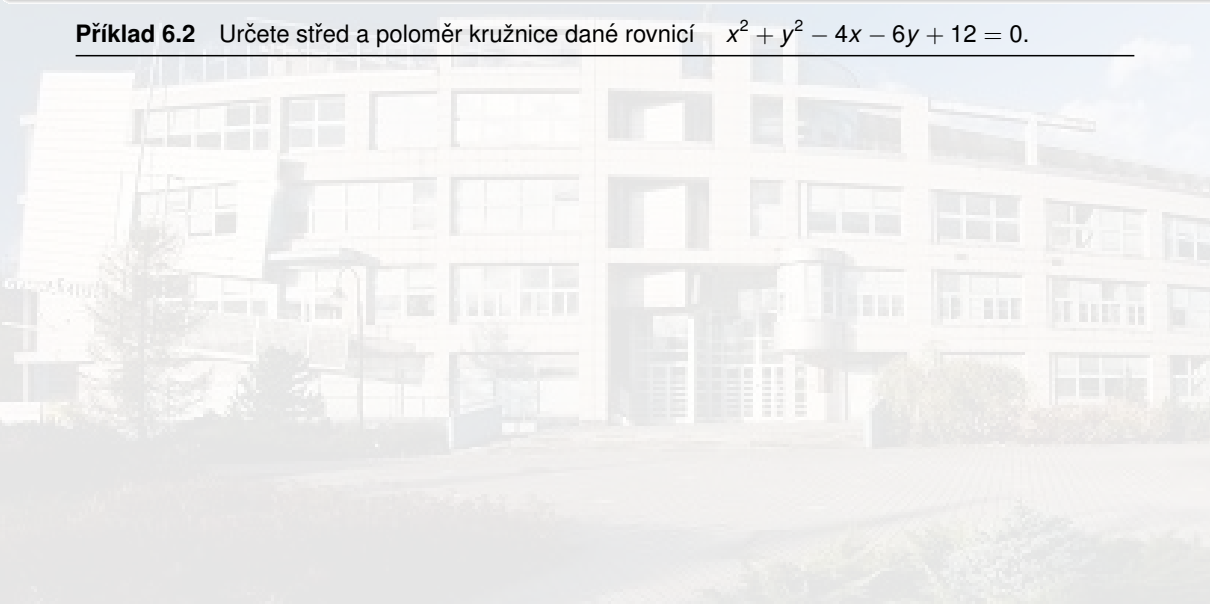 Příklad 6.2 Určete střed a poloměr kružnice dané rovnicí x² + y² − 4x − 6y + 12 = 0.